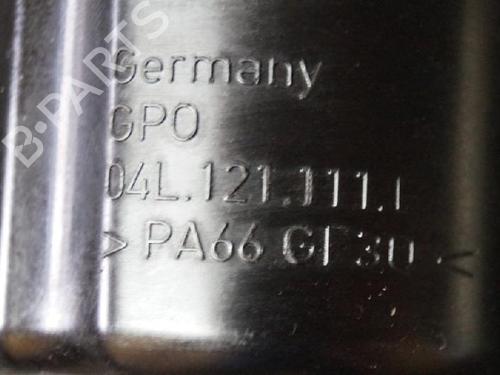 B-PARTS
Germany
GPO
04L.121.111.I
>PA66 GF30<